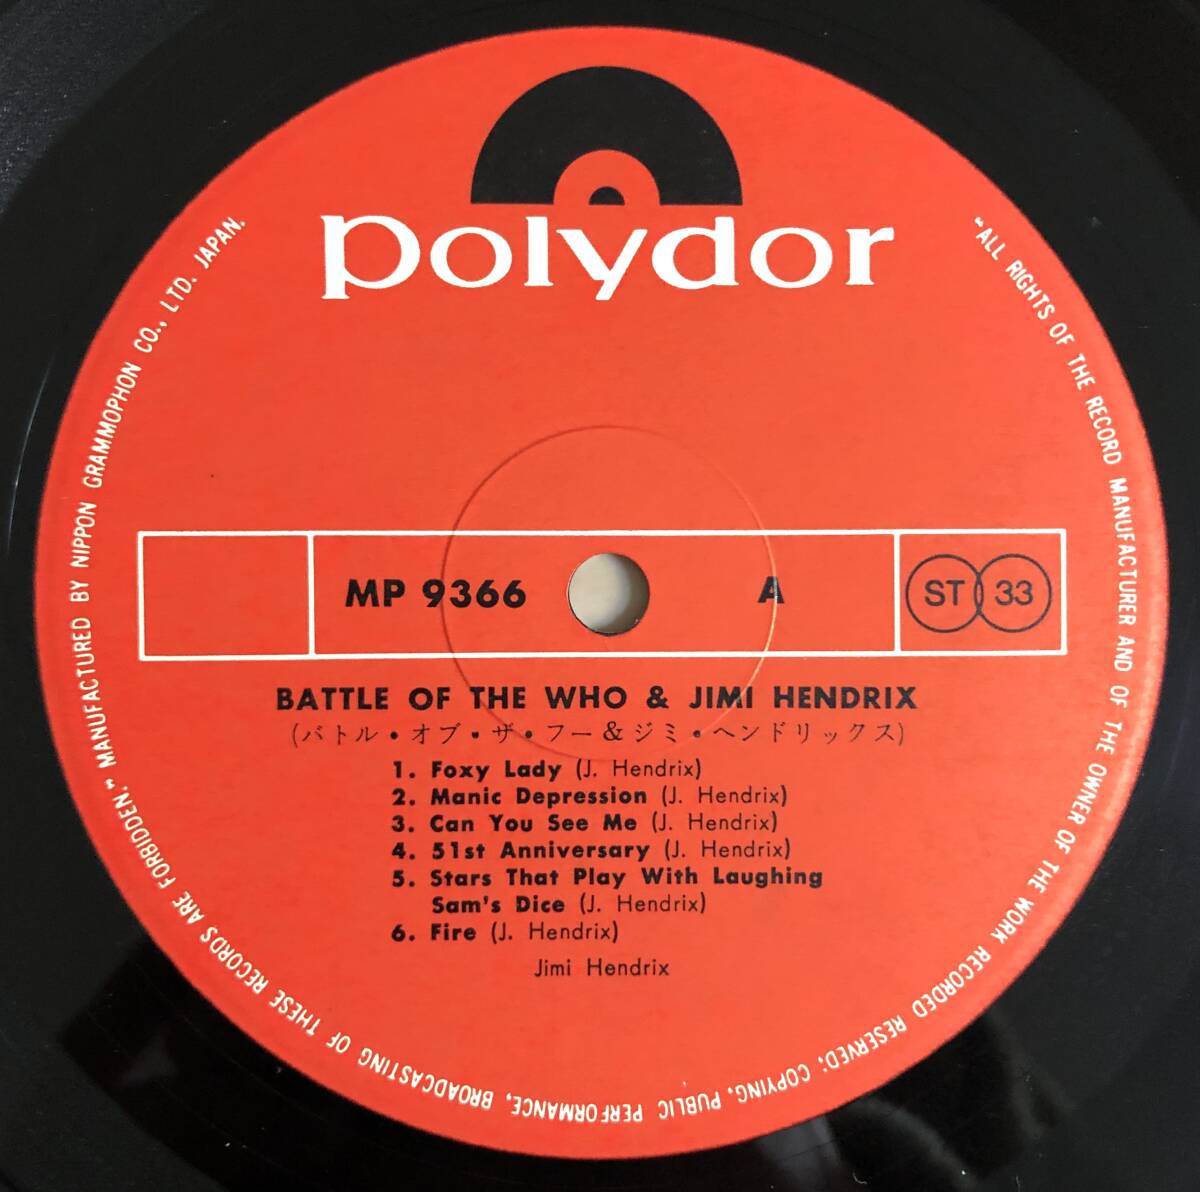 polydor
"ALL RIGHTS OF THE RECORD MANUFACTURER AND OF THE OWNER OF THE WORK RECORDED RESERVED; COPYING, PUBLIC PERFORMANCE, BROADCASTING OF THESE RECORDS ARE FORBIDDEN." MANUFACTURED BY NIPPON GRAMMOPHON CO., LTD. JAPAN.
MP 9366 A ST 33
BATTLE OF THE WHO & JIMI HENDRIX
(バトル・オブ・ザ・フー&ジミ・ヘンドリックス)
1. Foxy Lady (J. Hendrix)
2. Manic Depression (J. Hendrix)
3. Can You See Me (J. Hendrix)
4. 51st Anniversary (J. Hendrix)
5. Stars That Play With Laughing
Sam's Dice (J. Hendrix)
6. Fire (J. Hendrix)
Jimi Hendrix